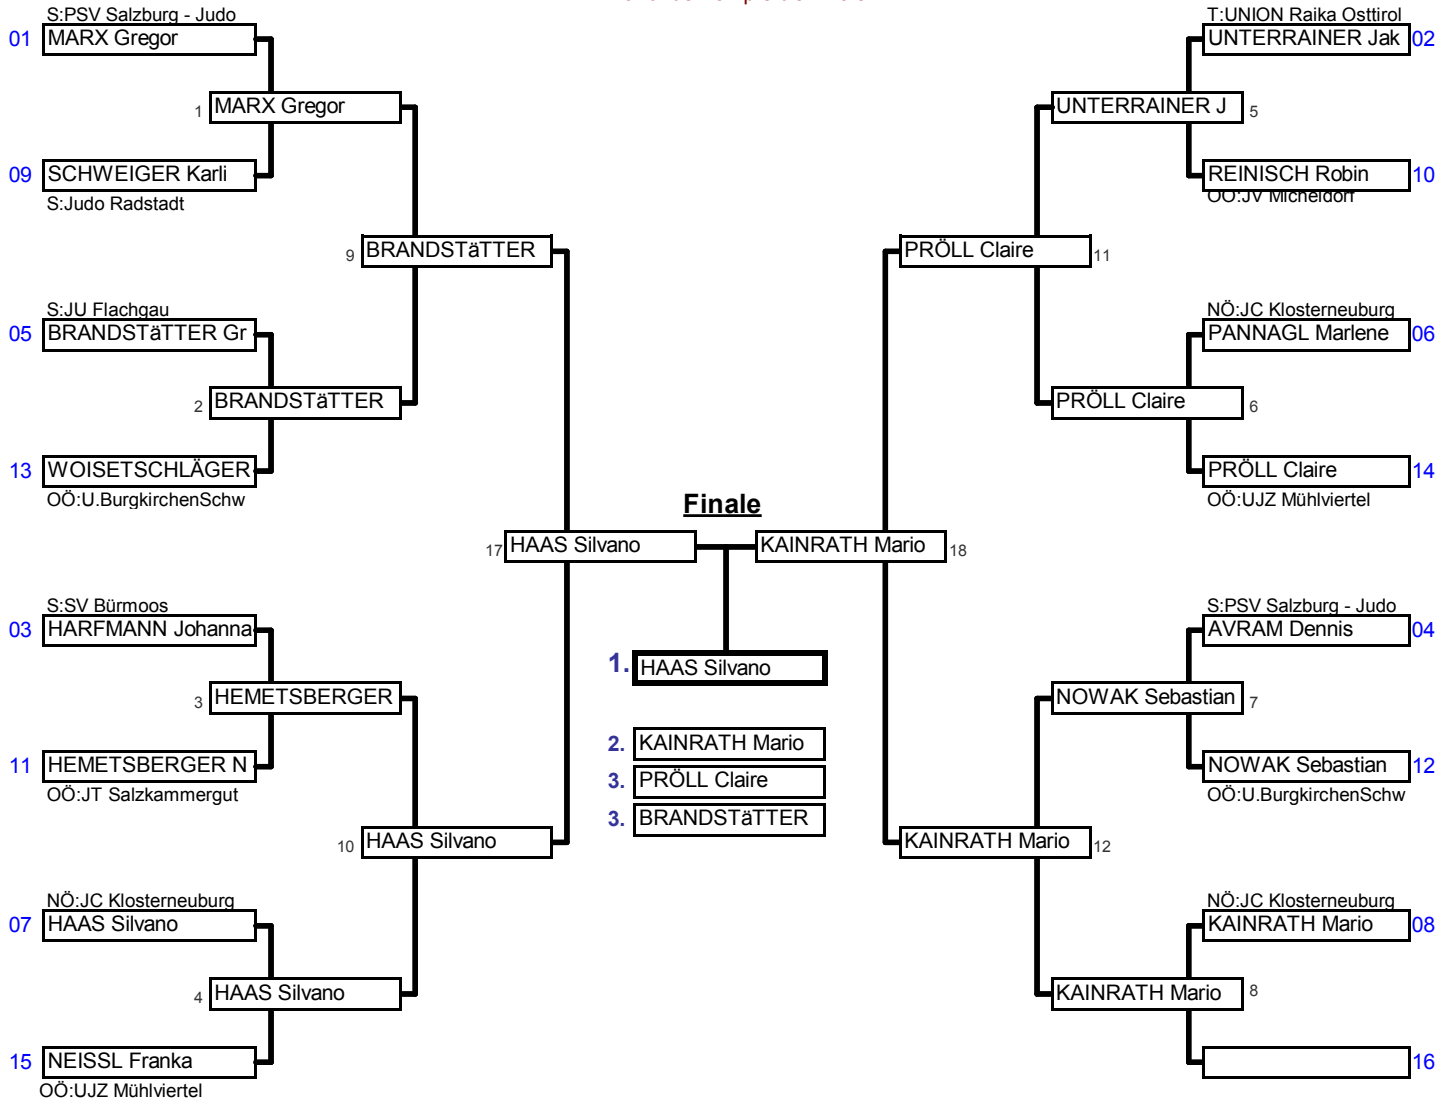 S:PSV Salzburg - Judo
01 MARX Gregor
1 MARX Gregor
09 SCHWEIGER Karli
S:Judo Radstadt
9 BRANDSTäTTER
S:JU Flachgau
05 BRANDSTäTTER Gr
2 BRANDSTäTTER
13 WOISETSCHLÄGER
OÖ:U.BurgkirchenSchw
17 HAAS Silvano
S:SV Bürmoos
03 HARFMANN Johanna
3 HEMETSBERGER
11 HEMETSBERGER N
OÖ:JT Salzkammergut
10 HAAS Silvano
NÖ:JC Klosterneuburg
07 HAAS Silvano
4 HAAS Silvano
15 NEISSL Franka
OÖ:UJZ Mühlviertel
Finale
1. HAAS Silvano
2. KAINRATH Mario
3. PRÖLL Claire
3. BRANDSTäTTER
T:UNION Raika Osttirol
UNTERRAINER Jak 02
UNTERRAINER J 5
REINISCH Robin 10
OÖ:JV Micheldorf
PRÖLL Claire 11
NÖ:JC Klosterneuburg
PANNAGL Marlene 06
PRÖLL Claire 6
PRÖLL Claire 14
OÖ:UJZ Mühlviertel
KAINRATH Mario 18
S:PSV Salzburg - Judo
AVRAM Dennis 04
NOWAK Sebastian 7
NOWAK Sebastian 12
OÖ:U.BurgkirchenSchw
KAINRATH Mario 12
NÖ:JC Klosterneuburg
KAINRATH Mario 08
KAINRATH Mario 8
16